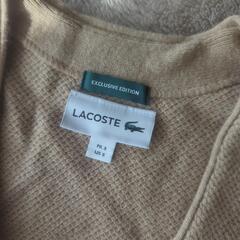 EXCLUSIVE EDITION
LACOSTE
FR 3
US S